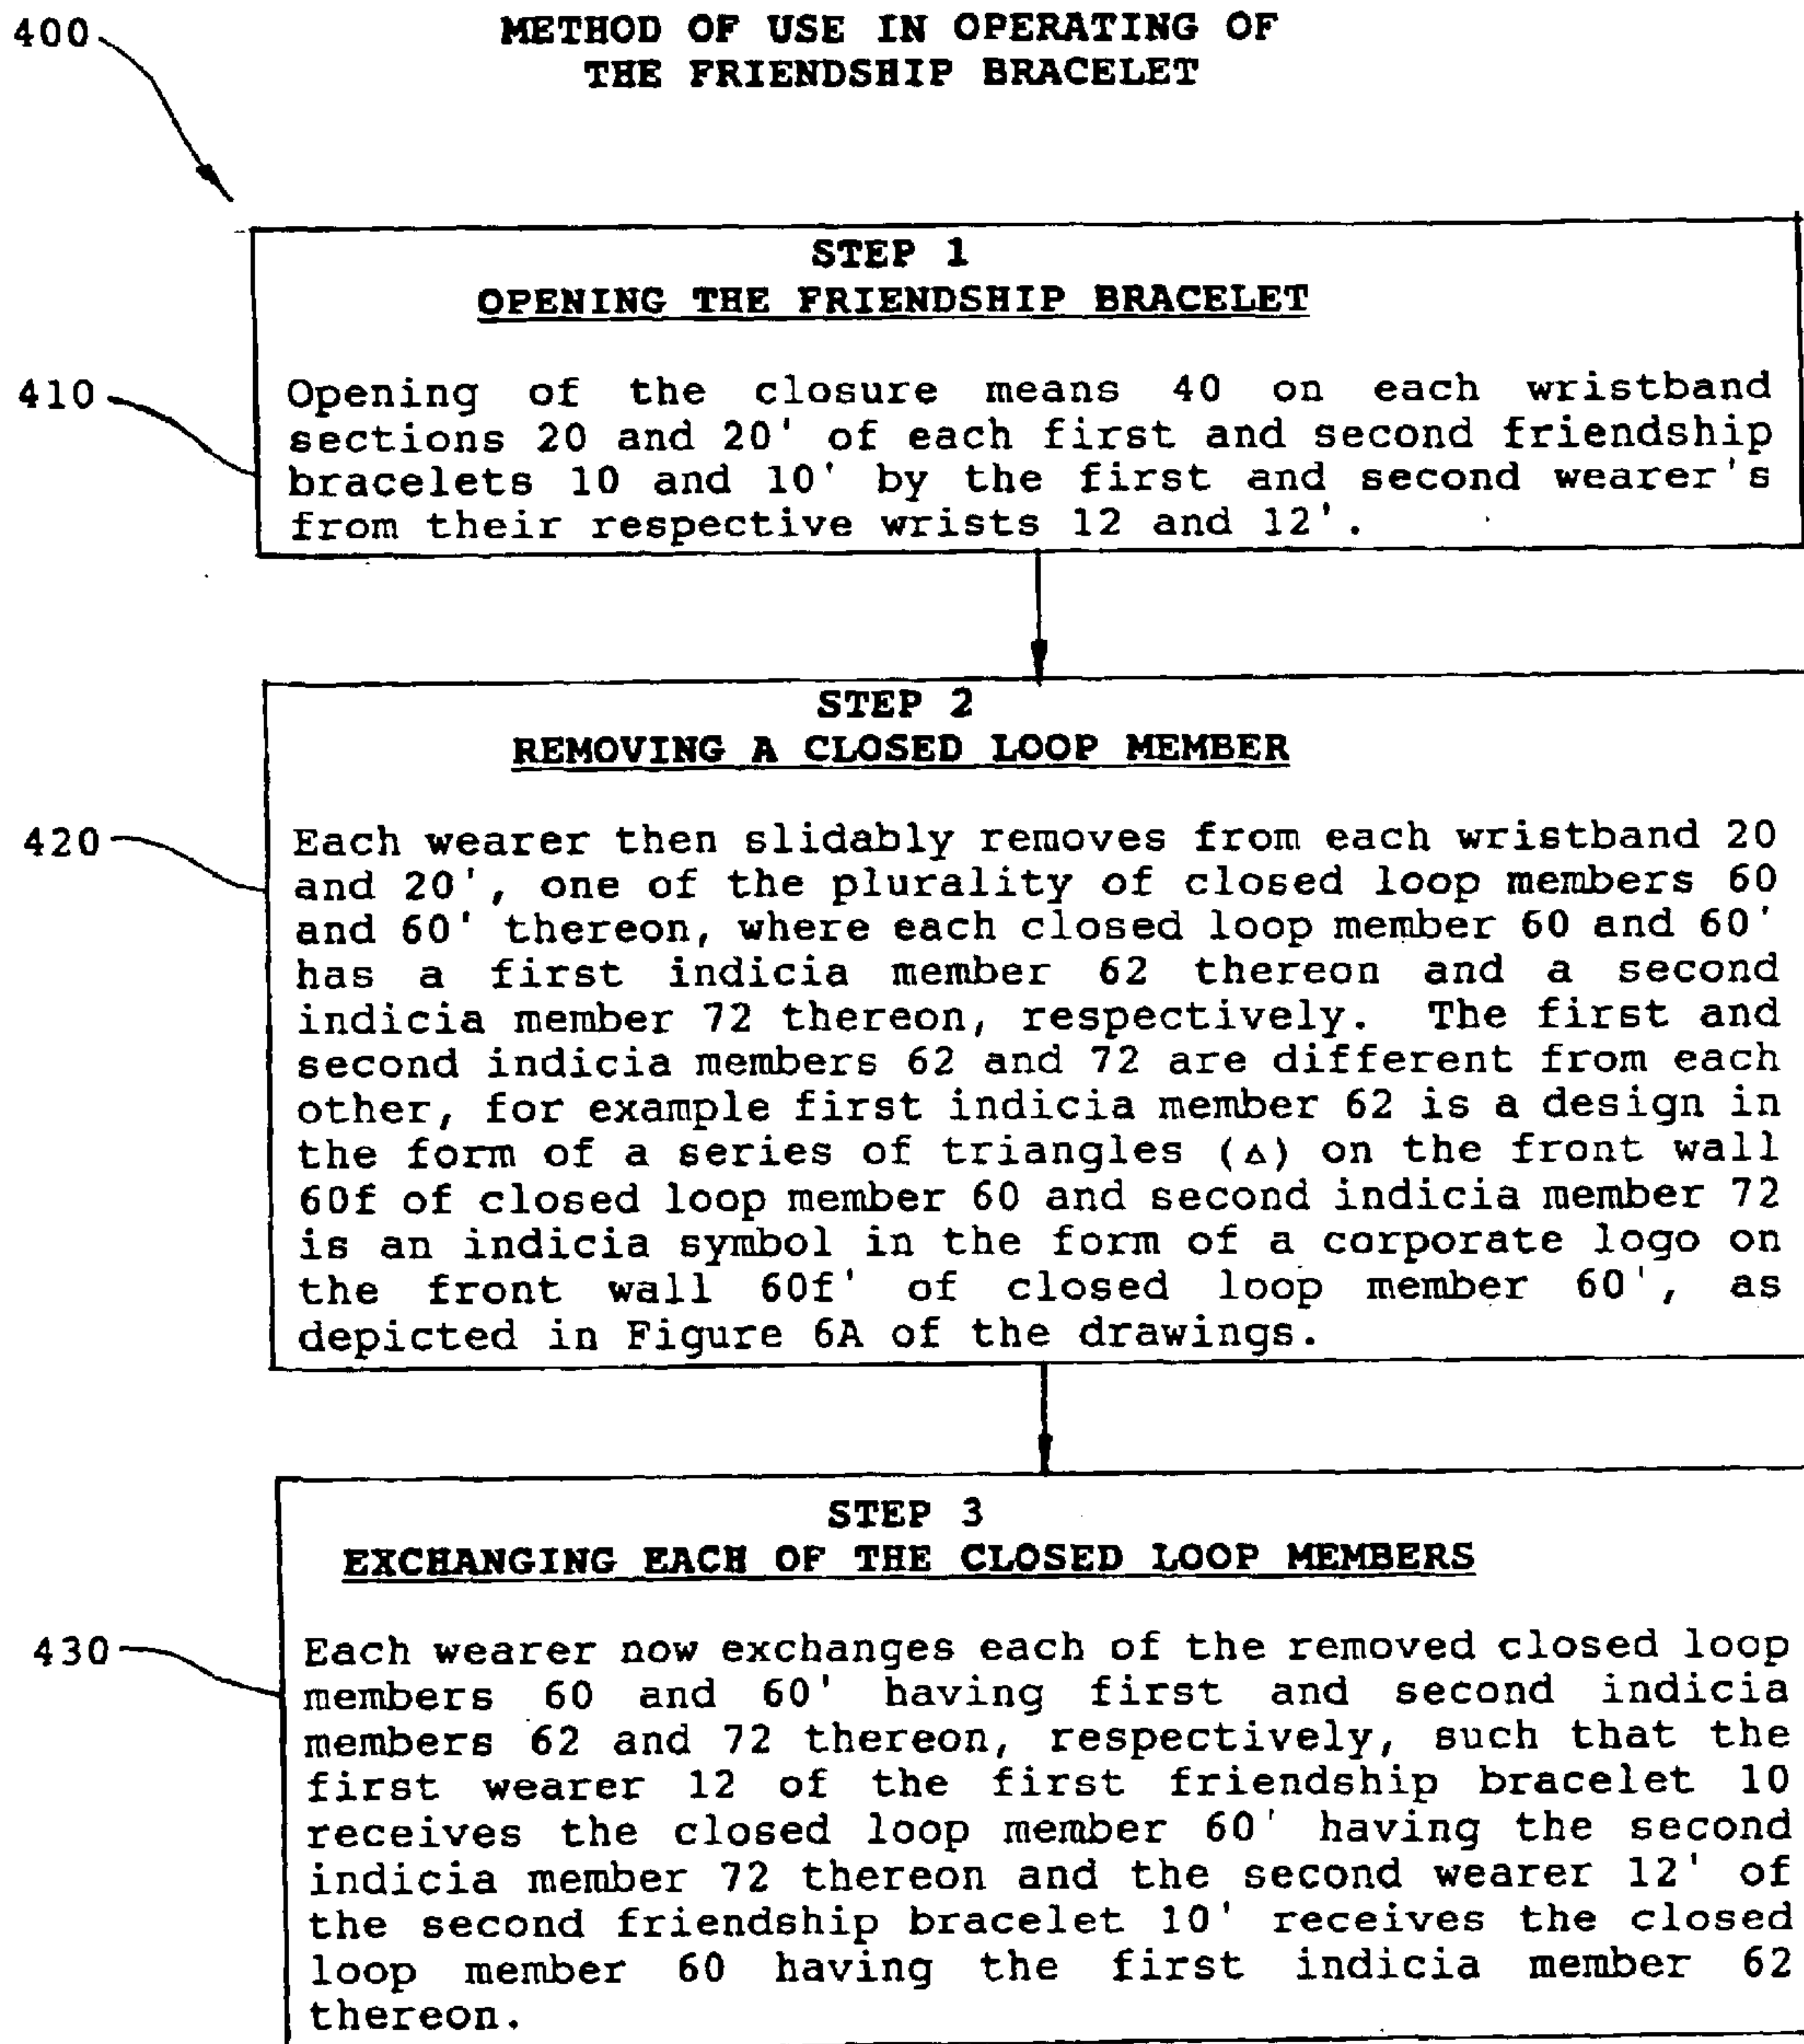 400
METHOD OF USE IN OPERATING OF
THE FRIENDSHIP BRACELET
STEP 1
OPENING THE FRIENDSHIP BRACELET
410
Opening of the closure means 40 on each wristband
sections 20 and 20' of each first and second friendship
bracelets 10 and 10' by the first and second wearer's
from their respective wrists 12 and 12'.
STEP 2
REMOVING A CLOSED LOOP MEMBER
420
Each wearer then slidably removes from each wristband 20
and 20', one of the plurality of closed loop members 60
and 60' thereon, where each closed loop member 60 and 60'
has a first indicia member 62 thereon and a second
indicia member 72 thereon, respectively. The first and
second indicia members 62 and 72 are different from each
other, for example first indicia member 62 is a design in
the form of a series of triangles (△) on the front wall
60f of closed loop member 60 and second indicia member 72
is an indicia symbol in the form of a corporate logo on
the front wall 60f' of closed loop member 60', as
depicted in Figure 6A of the drawings.
STEP 3
EXCHANGING EACH OF THE CLOSED LOOP MEMBERS
430
Each wearer now exchanges each of the removed closed loop
members 60 and 60' having first and second indicia
members 62 and 72 thereon, respectively, such that the
first wearer 12 of the first friendship bracelet 10
receives the closed loop member 60' having the second
indicia member 72 thereon and the second wearer 12' of
the second friendship bracelet 10' receives the closed
loop member 60 having the first indicia member 62
thereon.